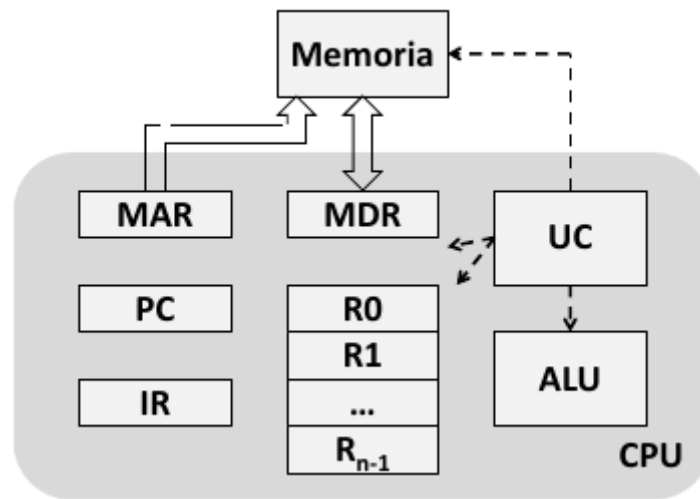 Memoria
MAR
MDR
UC
PC
R0
R1
ALU
IR
...
Rn-1
CPU